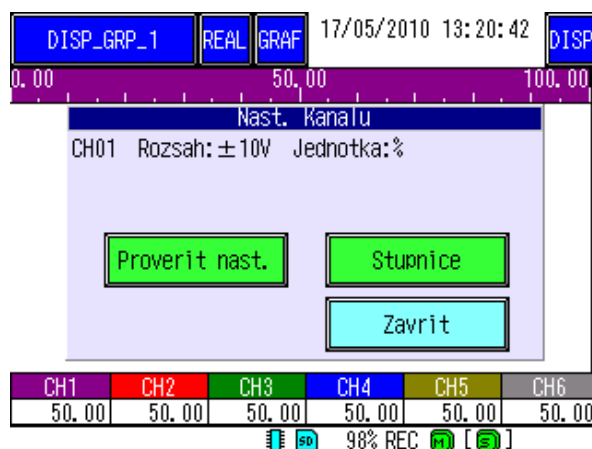 DISP_GRP_1 REAL GRAF 17/05/2010 13:20:42 DISP
0.00 50.00 100.00
Nast. Kanalu
CH01 Rozsah:±10V Jednotka:%
Proverit nast. Stupnice
Zavrit
CH1 CH2 CH3 CH4 CH5 CH6
50.00 50.00 50.00 50.00 50.00 50.00
SD 98% REC M [S]